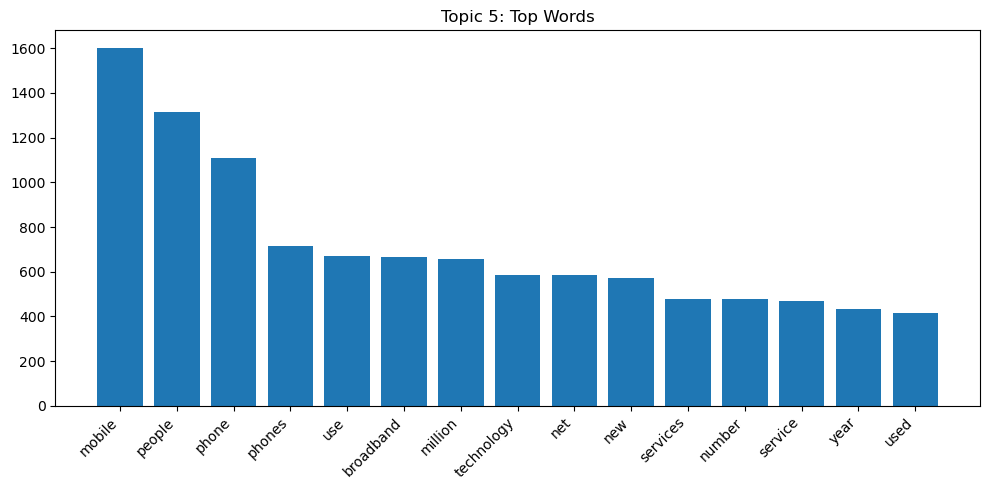 Topic 5: Top Words
1600
1400
1200
1000
800
600
400
200
0
mobile
people
phone
phones
use
broadband
million
technology
net
new
services
number
service
year
used